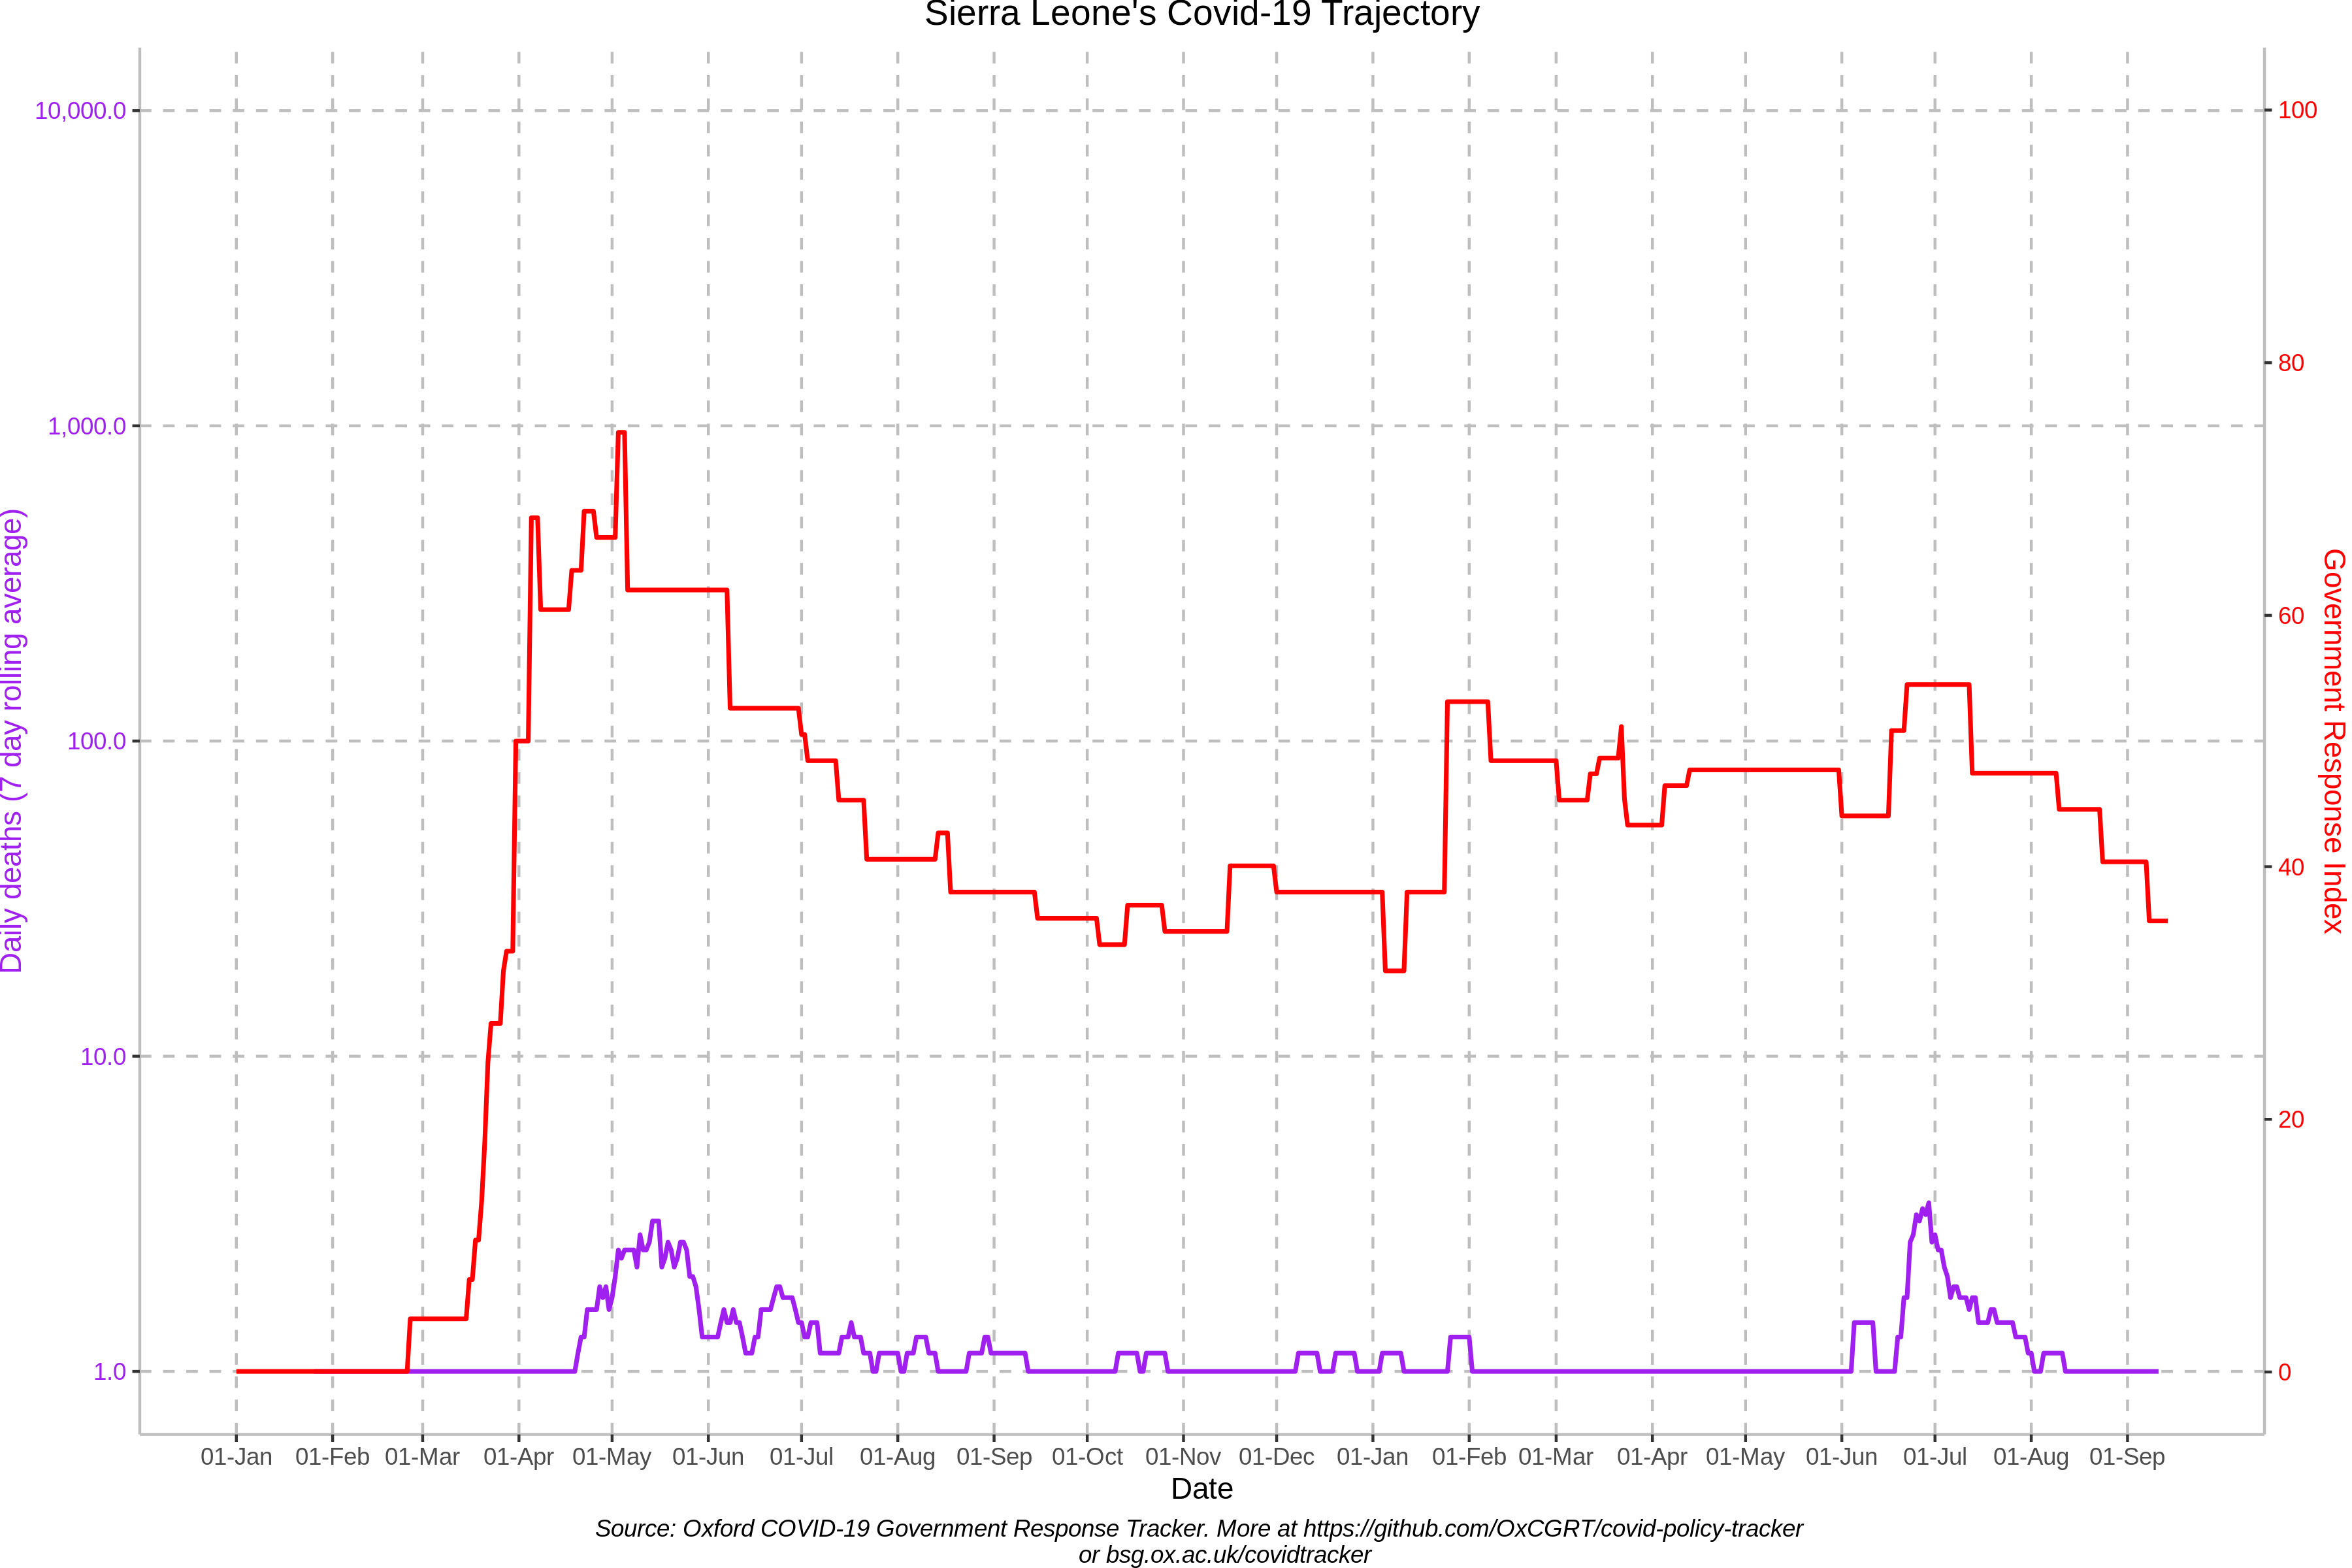 Sierra Leone's Covid-19 Trajectory
10,000.0
1,000.0
100.0
10.0
1.0
Daily deaths (7 day rolling average)
100
80
60
40
20
0
Government Response Index
01-Jan 01-Feb 01-Mar 01-Apr 01-May 01-Jun 01-Jul 01-Aug 01-Sep 01-Oct 01-Nov 01-Dec 01-Jan 01-Feb 01-Mar 01-Apr 01-May 01-Jun 01-Jul 01-Aug 01-Sep
Date
Source: Oxford COVID-19 Government Response Tracker. More at https://github.com/OxCGRT/covid-policy-tracker
or bsg.ox.ac.uk/covidtracker